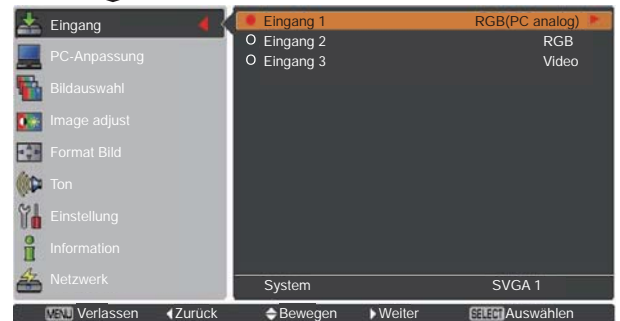 Eingang
PC-Anpassung
Bildauswahl
Image adjust
Format Bild
Ton
Einstellung
Information
Netzwerk
Eingang 1 RGB(PC analog)
Eingang 2 RGB
Eingang 3 Video
System SVGA 1
MENU Verlassen Zurück Bewegen Weiter SELECT Auswählen